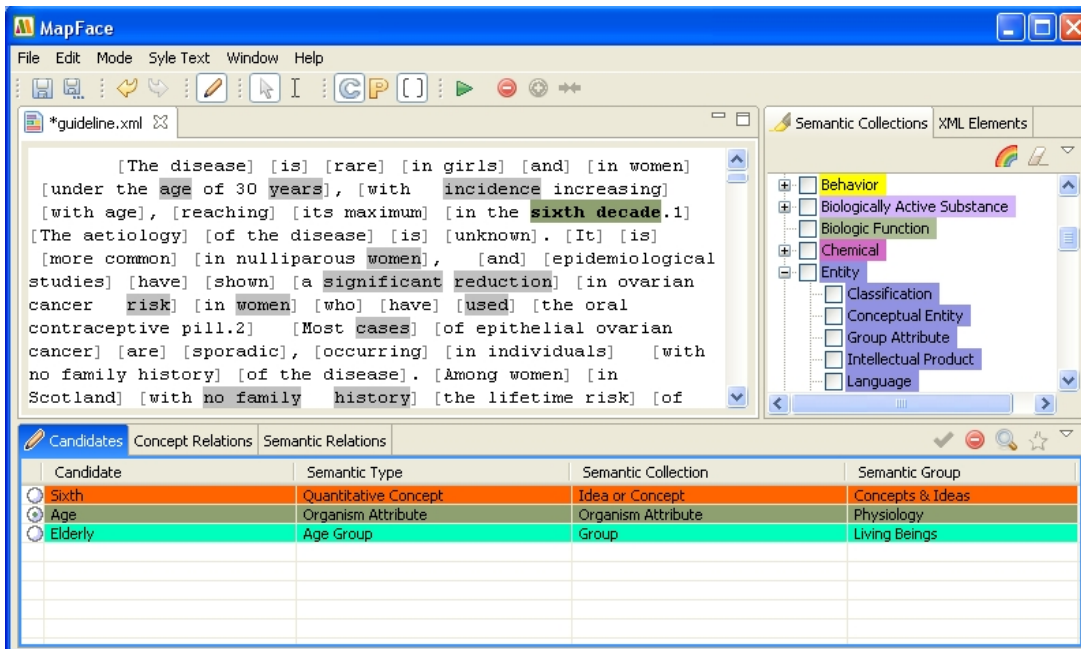 MapFace
File Edit Mode Syle Text Window Help
*guideline.xml
[The disease] [is] [rare] [in girls] [and] [in women]
[under the age of 30 years], [with incidence increasing]
[with age], [reaching] [its maximum] [in the sixth decade.1]
[The aetiology] [of the disease] [is] [unknown]. [It] [is]
[more common] [in nulliparous women], [and] [epidemiological
studies] [have] [shown] [a significant reduction] [in ovarian
cancer risk] [in women] [who] [have] [used] [the oral
contraceptive pill.2] [Most cases] [of epithelial ovarian
cancer] [are] [sporadic], [occurring] [in individuals] [with
no family history] [of the disease]. [Among women] [in
Scotland] [with no family history] [the lifetime risk] [of
Semantic Collections XML Elements
Behavior
Biologically Active Substance
Biologic Function
Chemical
Entity
Classification
Conceptual Entity
Group Attribute
Intellectual Product
Language
Candidates Concept Relations Semantic Relations
Candidate Semantic Type Semantic Collection Semantic Group
Sixth Quantitative Concept Idea or Concept Concepts & Ideas
Age Organism Attribute Organism Attribute Physiology
Elderly Age Group Group Living Beings